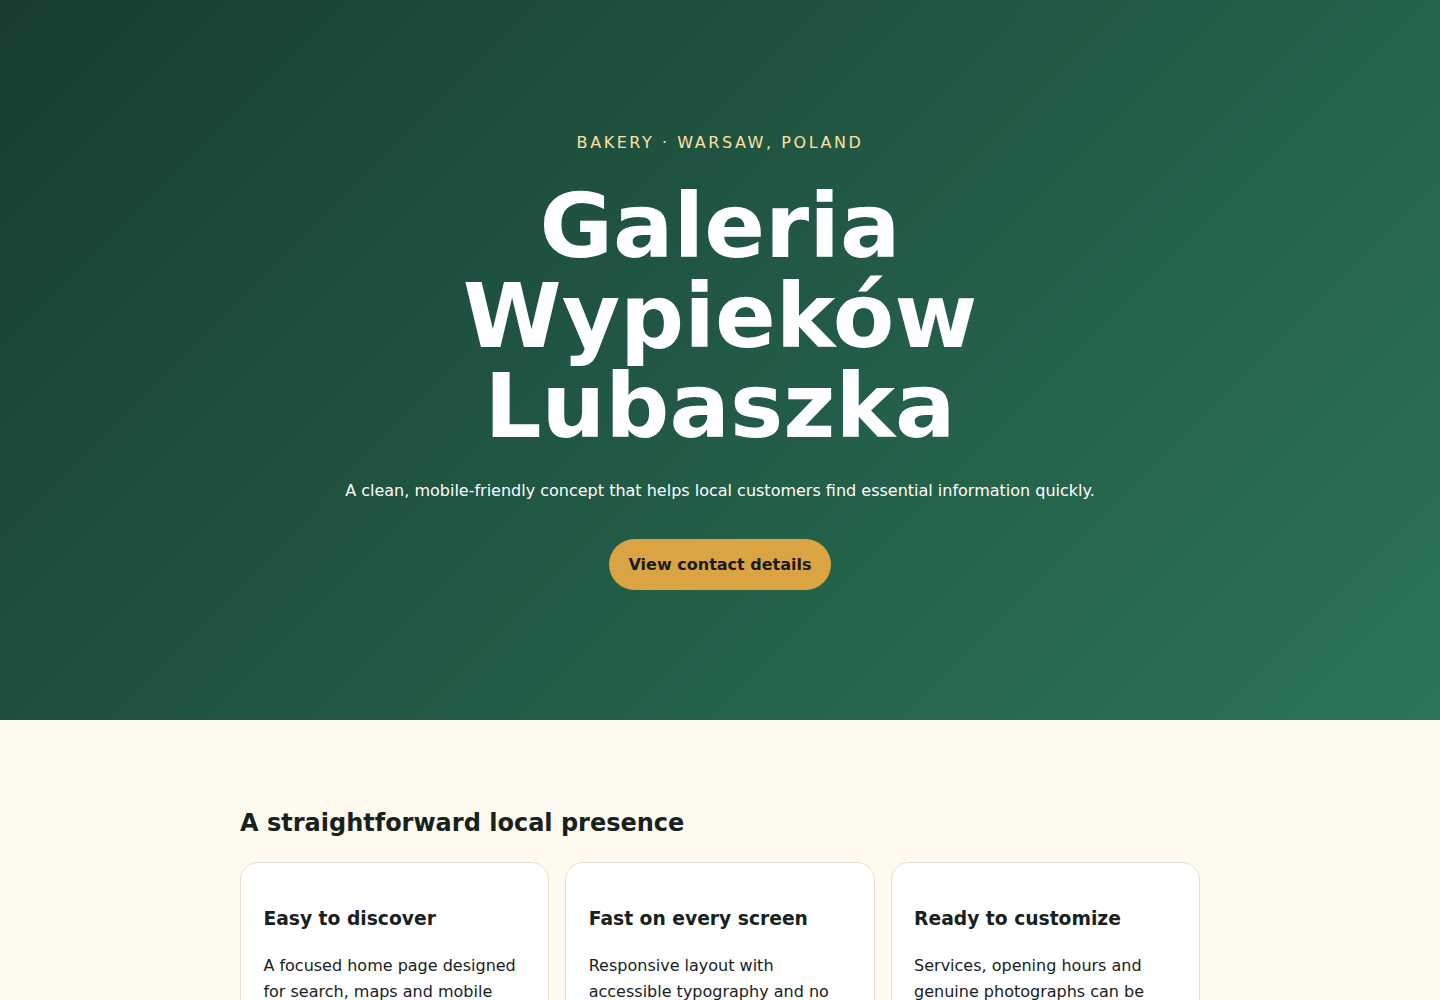 BAKERY · WARSAW, POLAND
Galeria
Wypieków
Lubaszka
A clean, mobile-friendly concept that helps local customers find essential information quickly.
View contact details
A straightforward local presence
Easy to discover
A focused home page designed
for search, maps and mobile
Fast on every screen
Responsive layout with
accessible typography and no
Ready to customize
Services, opening hours and
genuine photographs can be